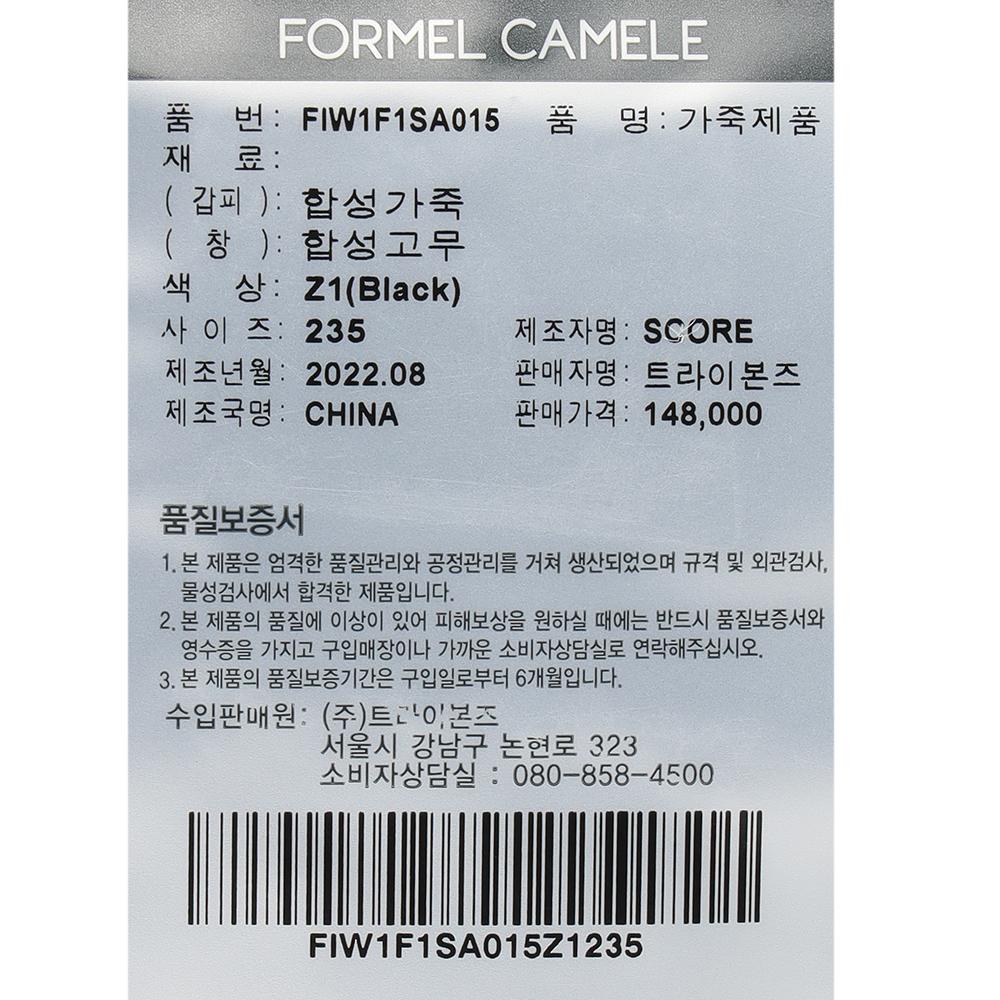 FORMEL CAMELE
품 번: FIW1F1SA015 품 명: 가죽제품
재 료:
( 갑피 ): 합성가죽
( 창 ): 합성고무
색 상: Z1(Black)
사 이 즈: 235 제조자명: SCORE
제조년월: 2022.08 판매자명: 트라이본즈
제조국명: CHINA 판매가격: 148,000
품질보증서
1. 본 제품은 엄격한 품질관리와 공정관리를 거쳐 생산되었으며 규격 및 외관검사,
물성검사에서 합격한 제품입니다.
2. 본 제품의 품질에 이상이 있어 피해보상을 원하실 때에는 반드시 품질보증서와
영수증을 가지고 구입매장이나 가까운 소비자상담실로 연락해주십시오.
3. 본 제품의 품질보증기간은 구입일로부터 6개월입니다.
수입판매원: (주)트라이본즈
서울시 강남구 논현로 323
소비자상담실 : 080-858-4500
FIW1F1SA015Z1235